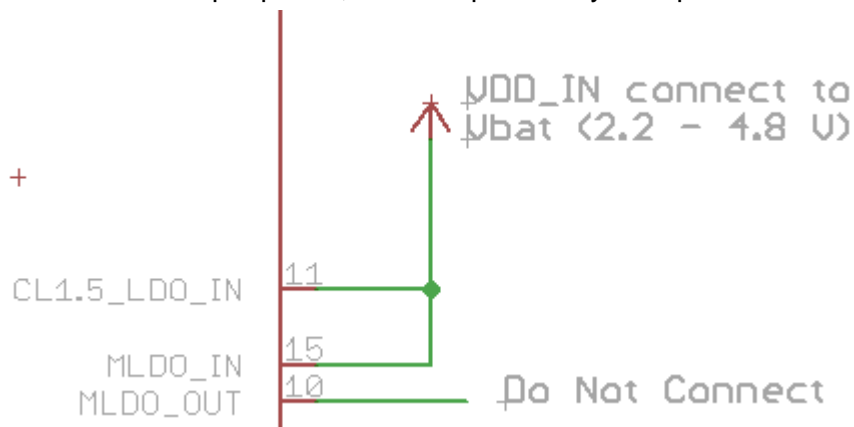 VDD_IN connect to
Vbat (2.2 - 4.8 V)
11
CL1.5_LDO_IN
15
MLDO_IN
10
MLDO_OUT
Do Not Connect